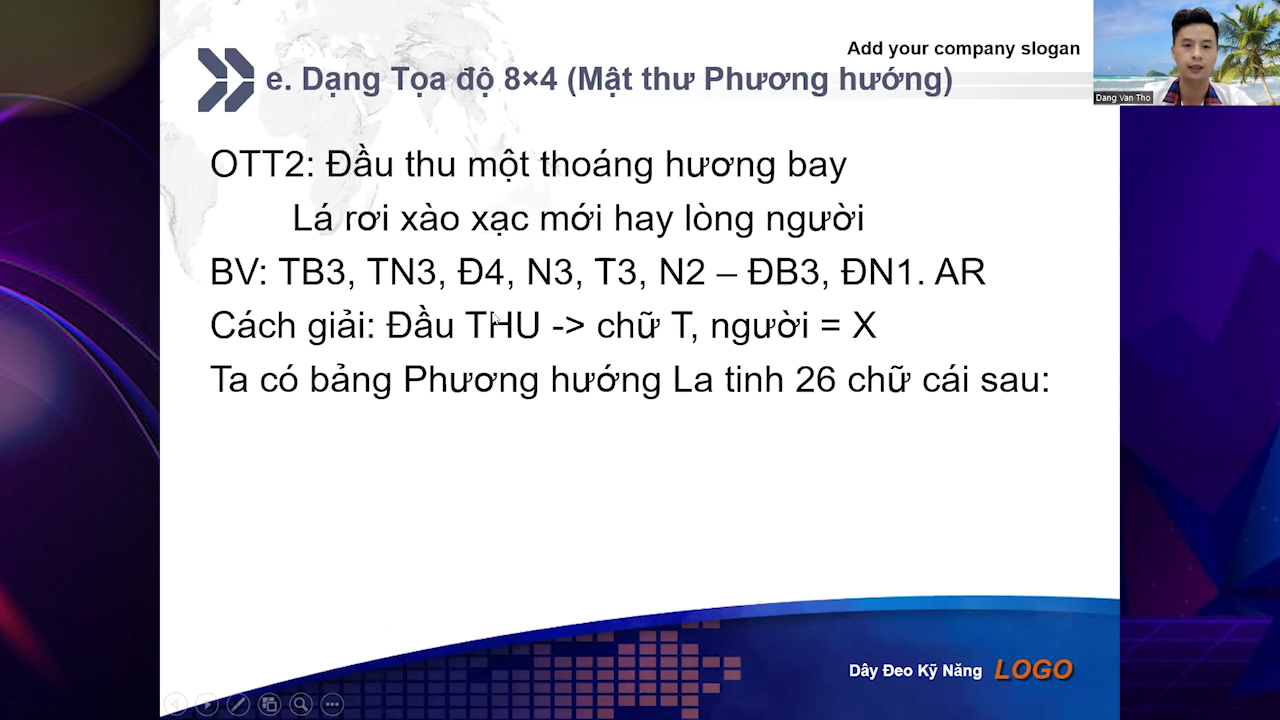 Add your company slogan
e. Dạng Tọa độ 8×4 (Mật thư Phương hướng)
Dang Van Tho
OTT2: Đầu thu một thoáng hương bay
Lá rơi xào xạc mới hay lòng người
BV: TB3, TN3, Đ4, N3, T3, N2 – ĐB3, ĐN1. AR
Cách giải: Đầu THU -> chữ T, người = X
Ta có bảng Phương hướng La tinh 26 chữ cái sau:
Dây Đeo Kỹ Năng LOGO